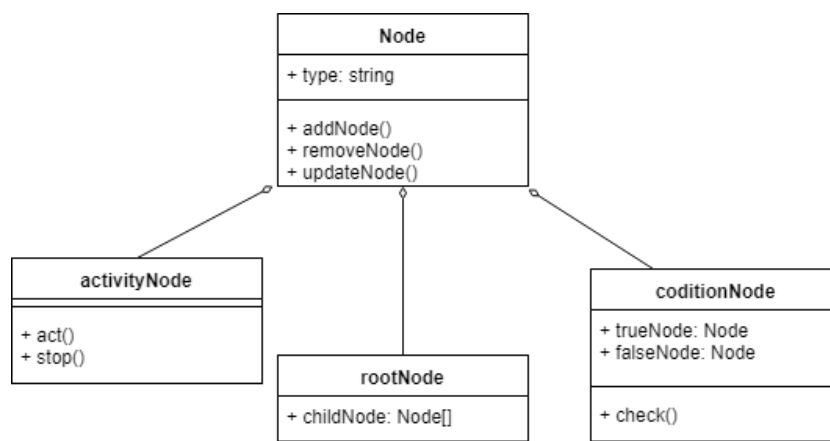 Node
+ type: string
+ addNode()
+ removeNode()
+ updateNode()
activityNode
+ act()
+ stop()
rootNode
+ childNode: Node[]
coditionNode
+ trueNode: Node
+ falseNode: Node
+ check()